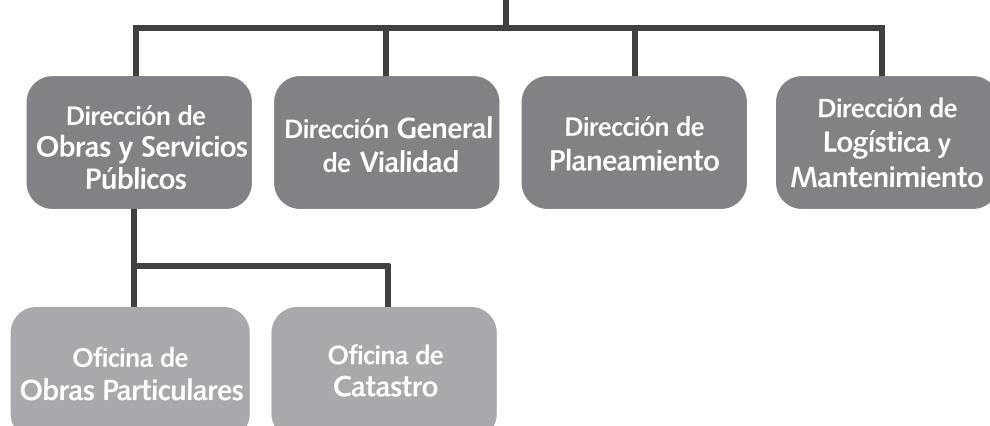 Dirección de
Obras y Servicios
Públicos
Dirección General
de Vialidad
Dirección de
Planeamiento
Dirección de
Logística y
Mantenimiento
Oficina de
Obras Particulares
Oficina de
Catastro